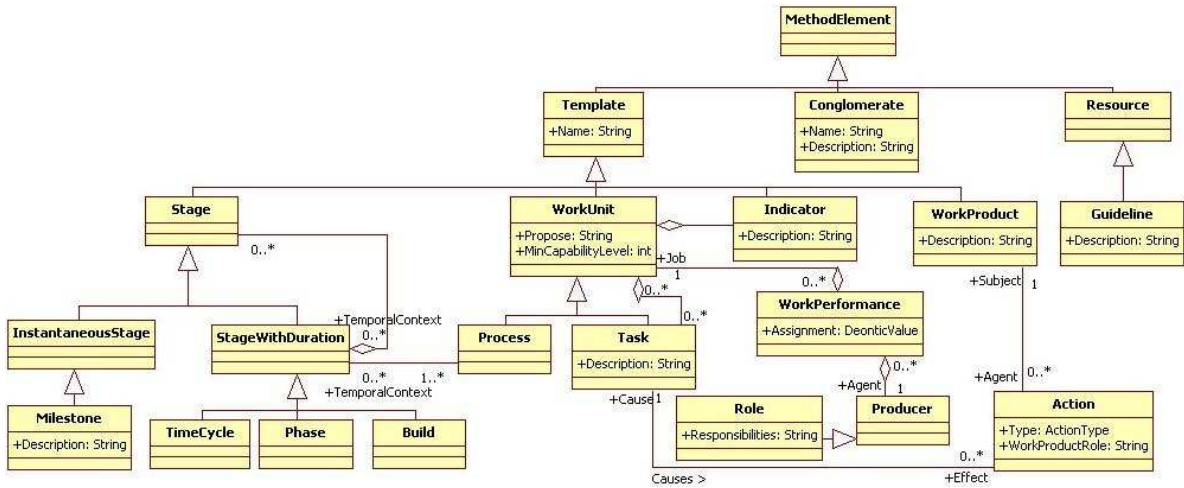 MethodElement
Template
+Name: String
Conglomerate
+Name: String
+Description: String
Resource
Stage
WorkUnit
+Propose: String
+MinCapabilityLevel: int
Indicator
+Description: String
WorkProduct
+Description: String
Guideline
+Description: String
0..*
+Job
1
0..*
+Subject
1
0..*
0..*
InstantaneousStage
StageWithDuration
+TemporalContext
0..*
0..*
1..*
+TemporalContext
Process
Task
+Description: String
+Cause
1
WorkPerformance
+Assignment: DeonticValue
0..*
+Agent
1
+Agent
0..*
Milestone
+Description: String
TimeCycle
Phase
Build
Role
+Responsibilities: String
Producer
Action
+Type: ActionType
+WorkProductRole: String
0..*
Causes >
+Effect